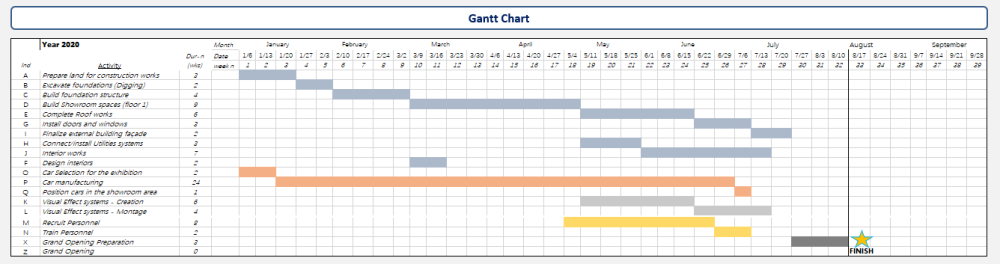 Gantt Chart
Year 2020 Month January February March April May June July August September
Date 1/6 1/13 1/20 1/27 2/3 2/10 2/17 2/24 3/2 3/9 3/16 3/23 3/30 4/6 4/13 4/20 4/27 5/4 5/11 5/18 5/25 6/1 6/8 6/15 6/22 6/29 7/6 7/13 7/20 7/27 8/3 8/10 8/17 8/24 8/31 9/7 9/14 9/21 9/28
Ind Activity (wks) week n 1 2 3 4 5 6 7 8 9 10 11 12 13 14 15 16 17 18 19 20 21 22 23 24 25 26 27 28 29 30 31 32 33 34 35 36 37 38 39
A Prepare land for construction works 3
B Excavate foundations (Digging) 2
C Build foundation structure 4
D Build Showroom spaces (floor 1) 9
E Complete Roof works 6
G Install doors and windows 3
I Finalize external building façade 2
H Connect/install Utilities systems 3
J Interior works 7
F Design interiors 2
O Car Selection for the exhibition 2
P Car manufacturing 24
Q Position cars in the showroom area 1
K Visual Effect systems - Creation 6
L Visual Effect systems - Montage 4
M Recruit Personnel 8
N Train Personnel 2
X Grand Opening Preparation 3
Z Grand Opening 0 FINISH